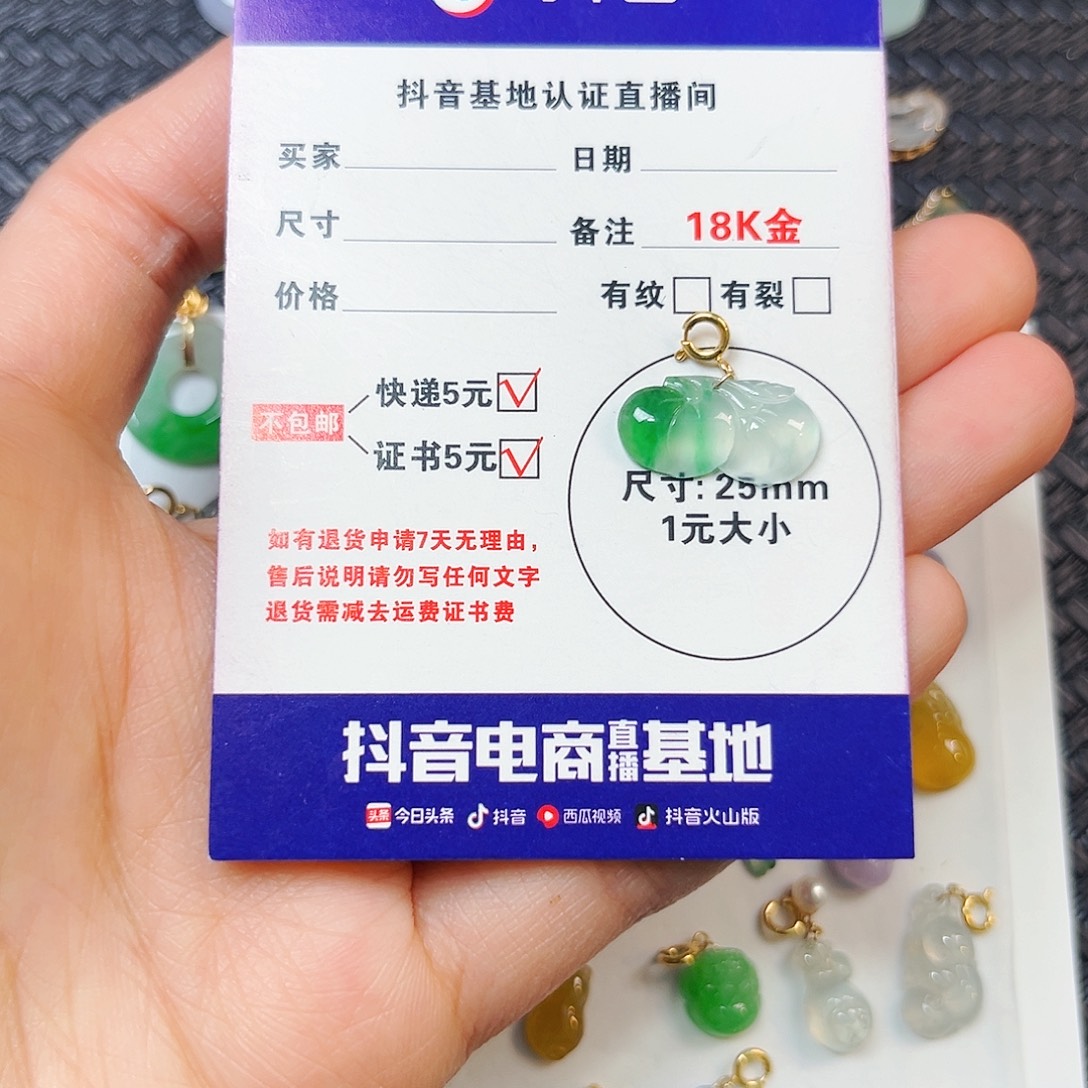 抖音基地认证直播间
买家 日期
尺寸 备注 18K金
价格 有纹 有裂
快递5元
不包邮
证书5元
尺寸: 25mm
1元大小
如有退货申请7天无理由，
售后说明请勿写任何文字
退货需减去运费证书费
抖音电商直播基地
头条 今日头条 抖音 西瓜视频 抖音火山版